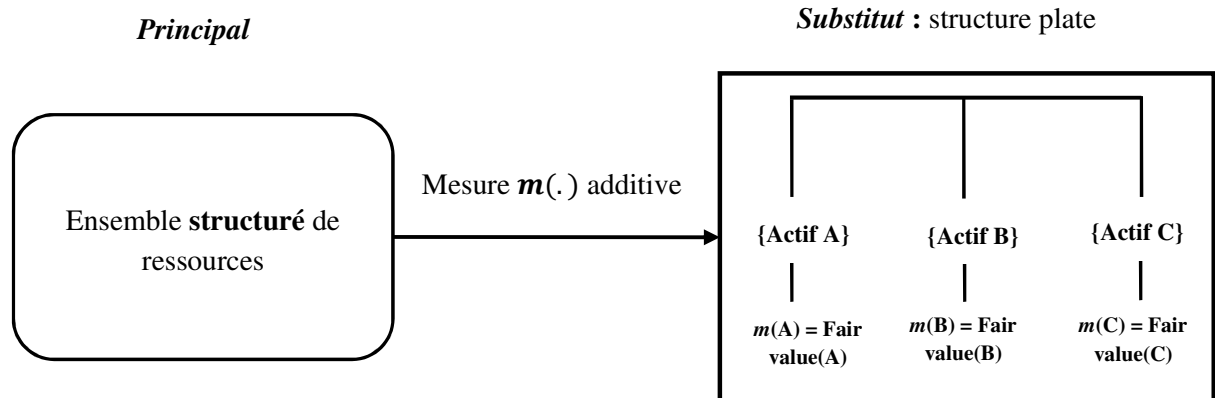 Principal
Substitut : structure plate
Ensemble structuré de
ressources
Mesure m(.) additive
{Actif A}
{Actif B}
{Actif C}
m(A) = Fair
value(A)
m(B) = Fair
value(B)
m(C) = Fair
value(C)